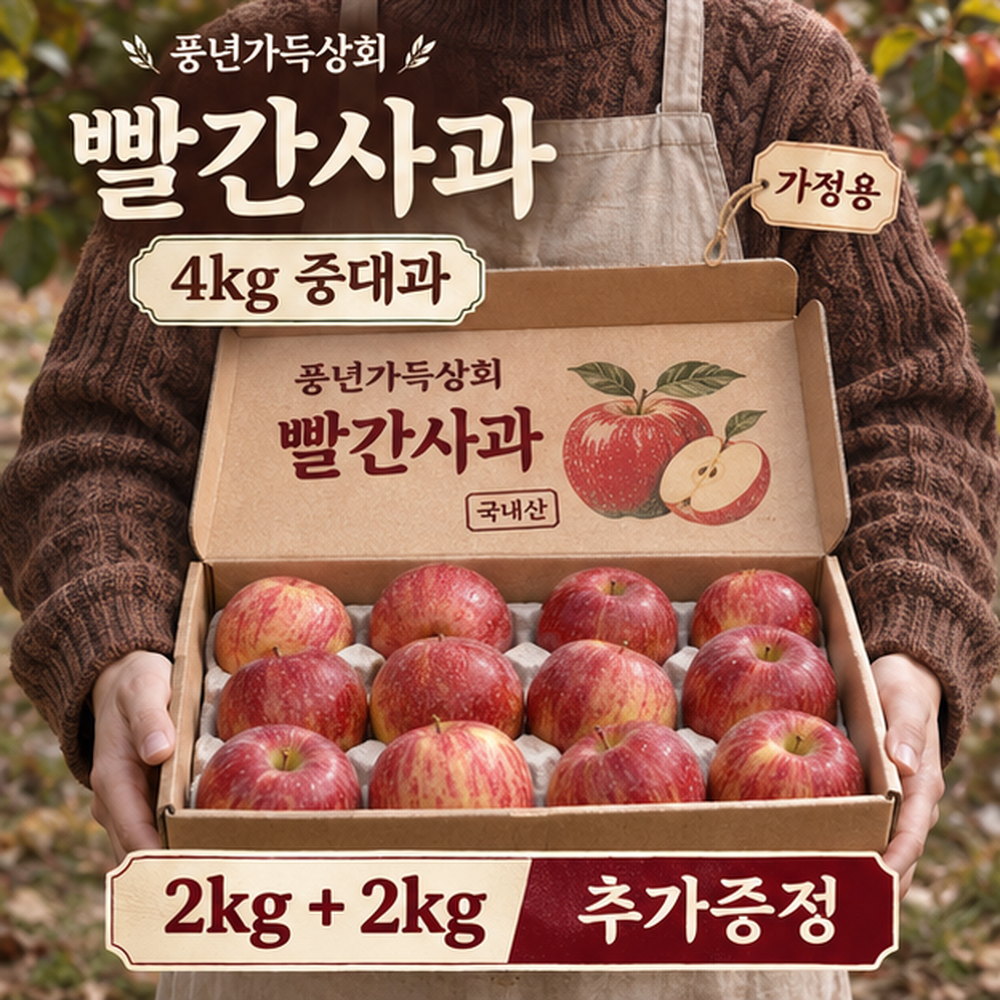 풍년가득상회
빨간사과
4kg 중대과
가정용
풍년가득상회
빨간사과
국내산
2kg + 2kg 추가증정